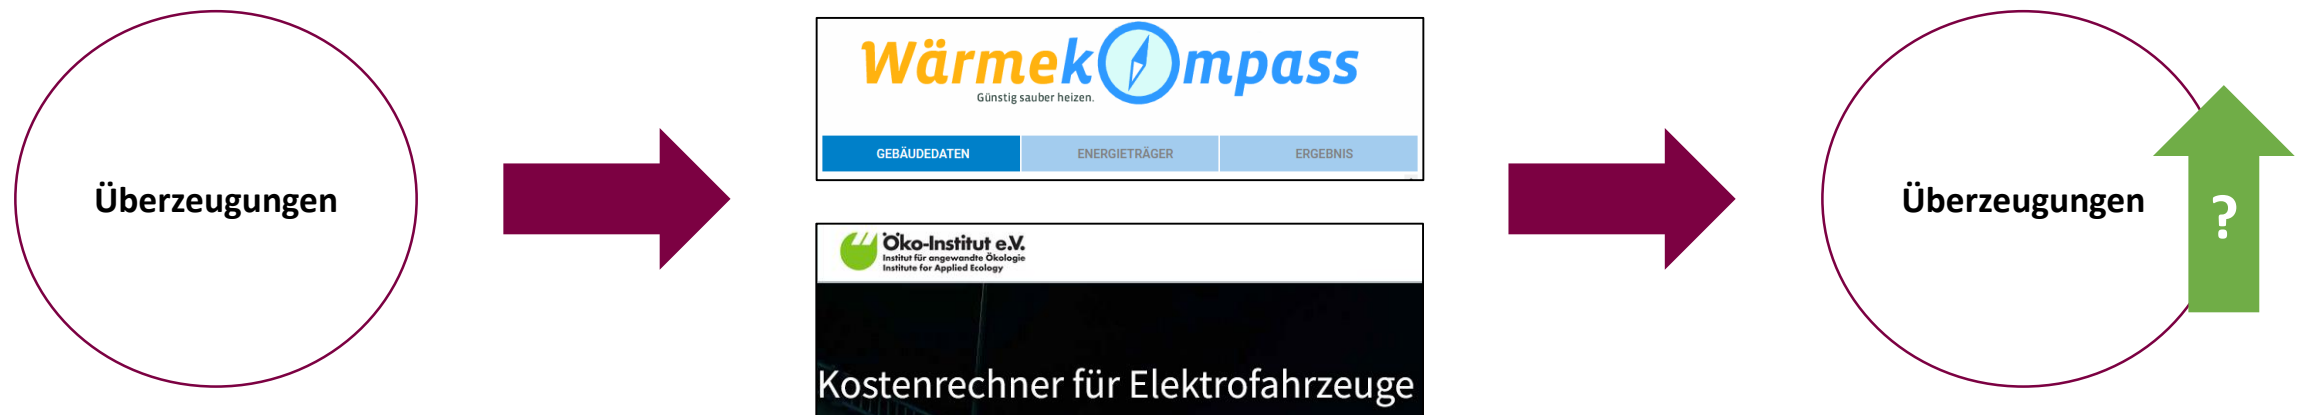 Überzeugungen
Wärmekompass
Günstig sauber heizen.
GEBÄUDEDATEN
ENERGIETRÄGER
ERGEBNIS
Öko-Institut e.V.
Institut für angewandte Ökologie
Institute for Applied Ecology
Kostenrechner für Elektrofahrzeuge
Überzeugungen
?